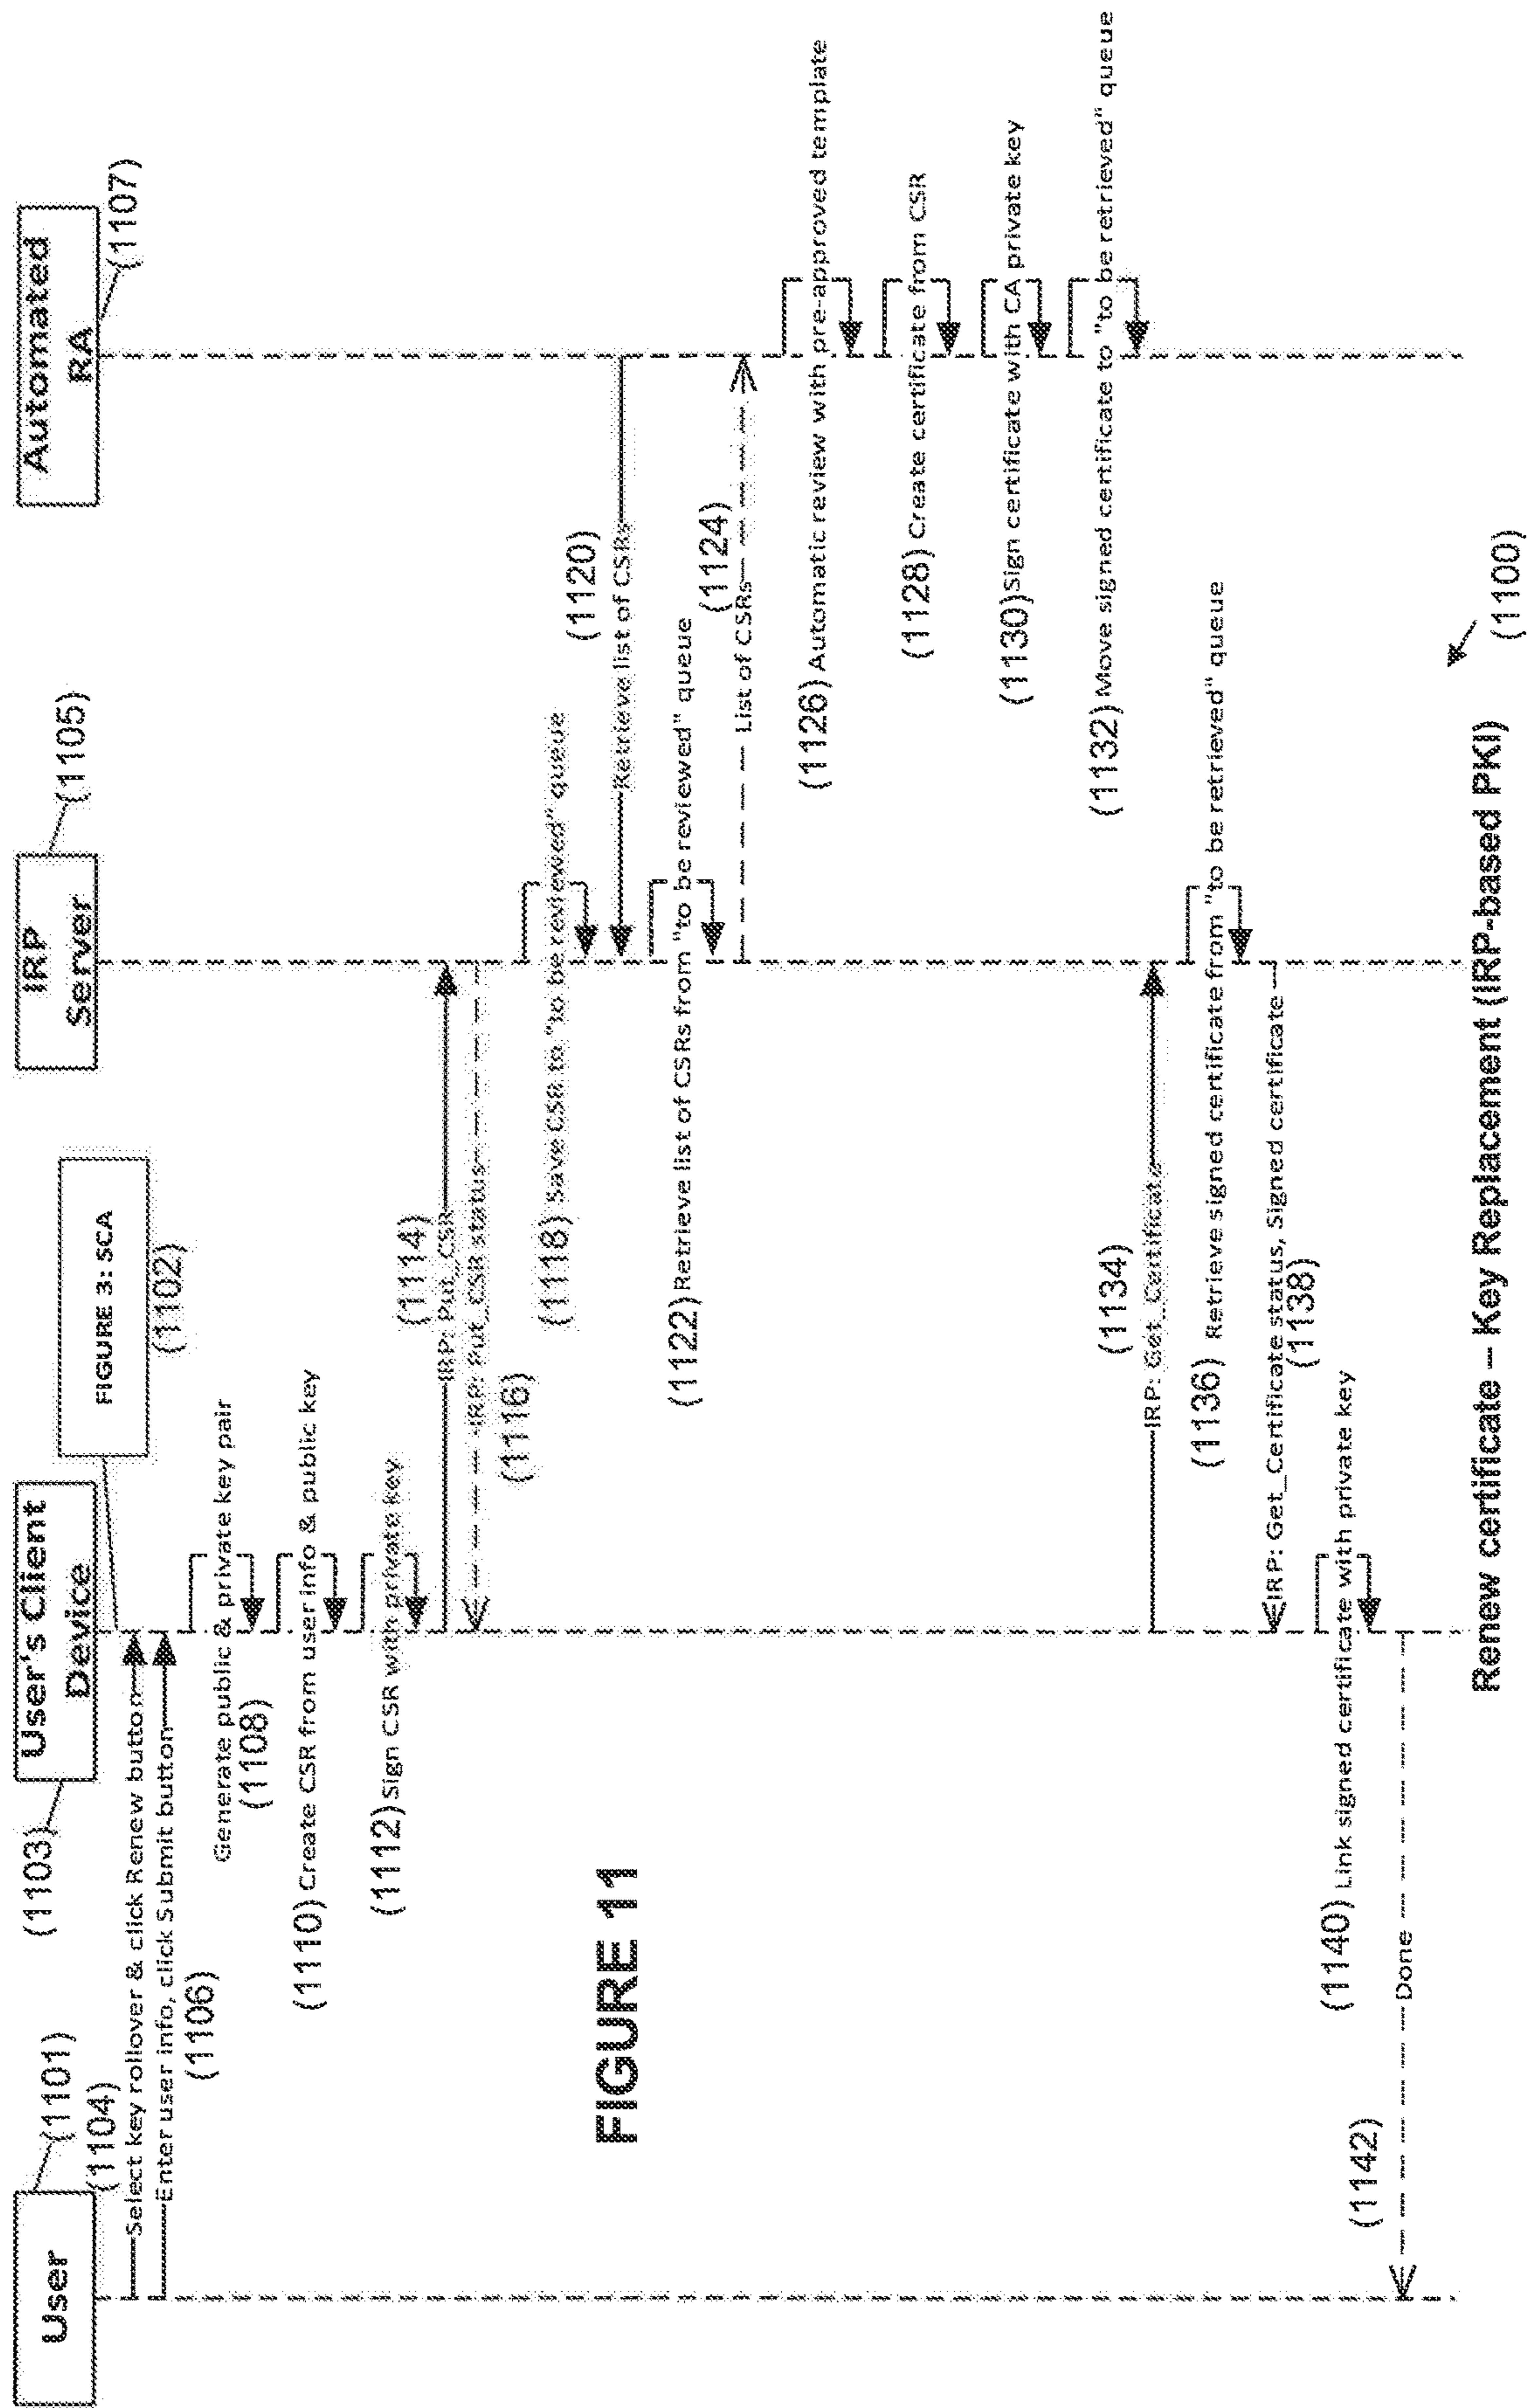 User
(1101)
(1103)
User's Client
Device
FIGURE 3: SCA
(1102)
IRP
Server
(1105)
Automated
RA
(1107)
(1104)
Select key rollover & click Renew button
Enter user info, click Submit button
(1106)
Generate public & private key pair
(1108)
(1110) Create CSR from user info & public key
(1112) Sign CSR with private key
(1114)
IRP: Put_CSR
IRP: Put_CSR status
(1116)
(1118) Save CSR to "to be reviewed" queue
(1120)
Retrieve list of CSRs
(1122) Retrieve list of CSRs from "to be reviewed" queue
(1124)
List of CSRs
(1126) Automatic review with pre-approved template
(1128) Create certificate from CSR
(1130) Sign certificate with CA private key
(1132) Move signed certificate to "to be retrieved" queue
(1134)
IRP: Get_Certificate
(1136) Retrieve signed certificate from "to be retrieved" queue
IRP: Get_Certificate status, Signed certificate
(1138)
(1140) Link signed certificate with private key
(1142)
Done
FIGURE 11
Renew certificate – Key Replacement (IRP-based PKI)
(1100)